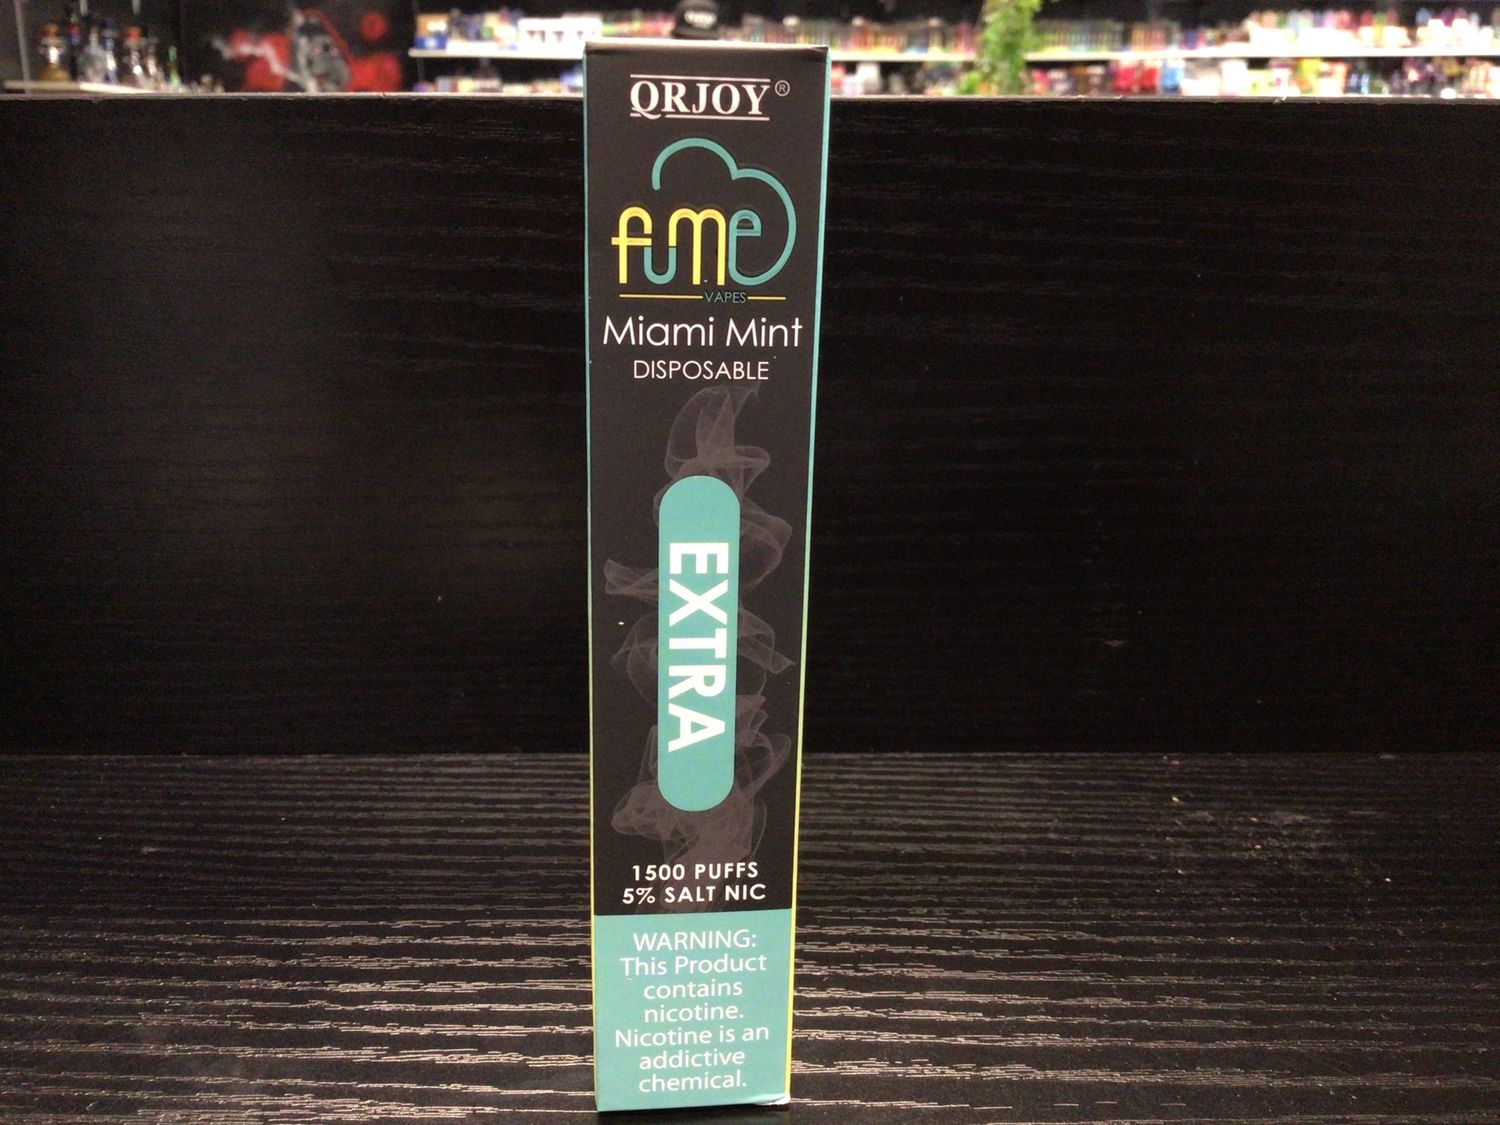 QRJOY®
fume
VAPES
Miami Mint
DISPOSABLE
EXTRA
1500 PUFFS
5% SALT NIC
WARNING:
This Product
contains
nicotine.
Nicotine is an
addictive
chemical.